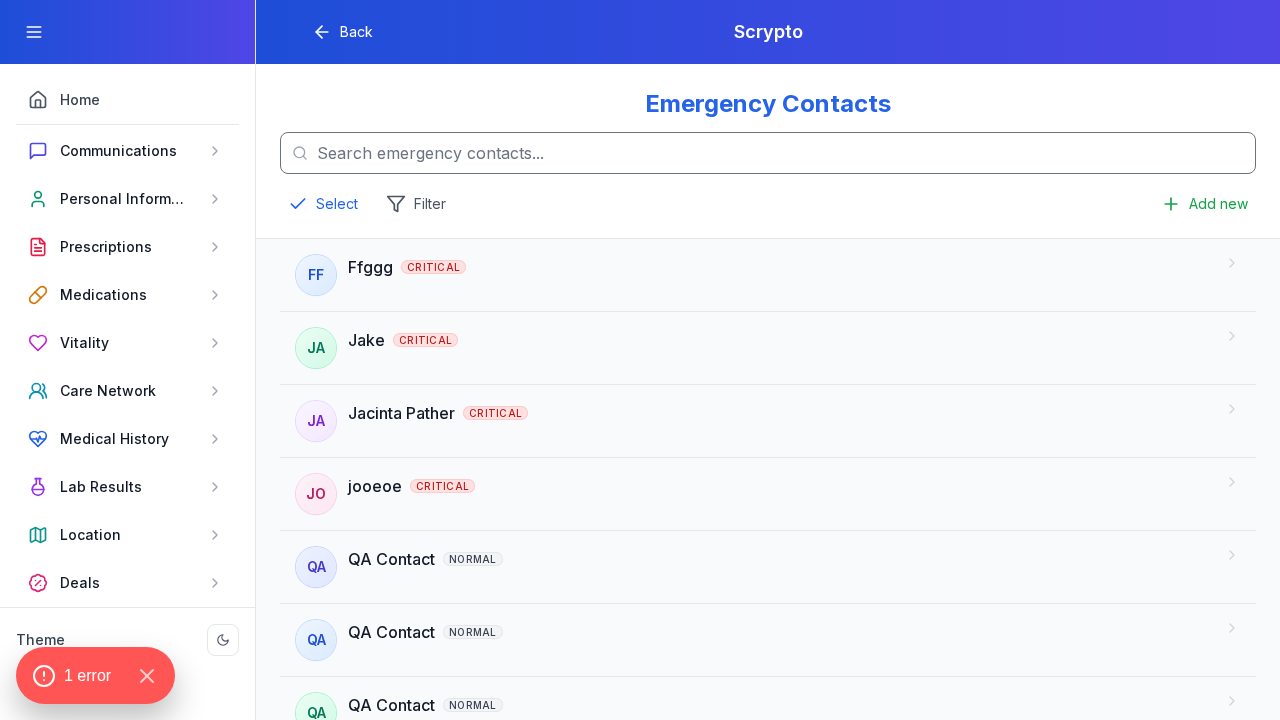 Back
Scrypto
Home
Communications
Personal Inform...
Prescriptions
Medications
Vitality
Care Network
Medical History
Lab Results
Location
Deals
Theme
1 error
Emergency Contacts
Search emergency contacts...
Select
Filter
Add new
FF
Ffggg
CRITICAL
JA
Jake
CRITICAL
JA
Jacinta Pather
CRITICAL
JO
jooeoe
CRITICAL
QA
QA Contact
NORMAL
QA
QA Contact
NORMAL
QA
QA Contact
NORMAL